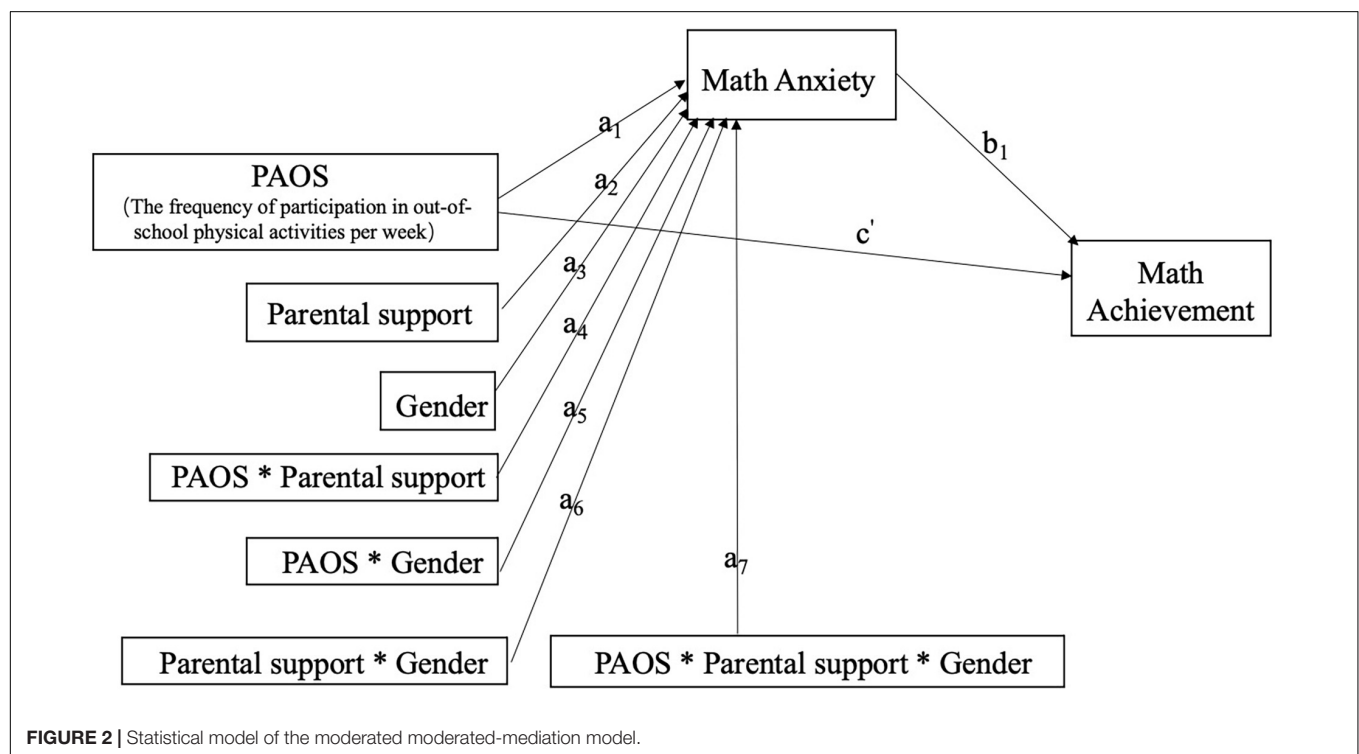 Math Anxiety
a1
b1
PAOS
(The frequency of participation in out-of-
school physical activities per week)
a2
c'
a3
Math
Achievement
Parental support
a4
Gender
a5
PAOS * Parental support
a6
PAOS * Gender
a7
Parental support * Gender
PAOS * Parental support * Gender
FIGURE 2 | Statistical model of the moderated moderated-mediation model.